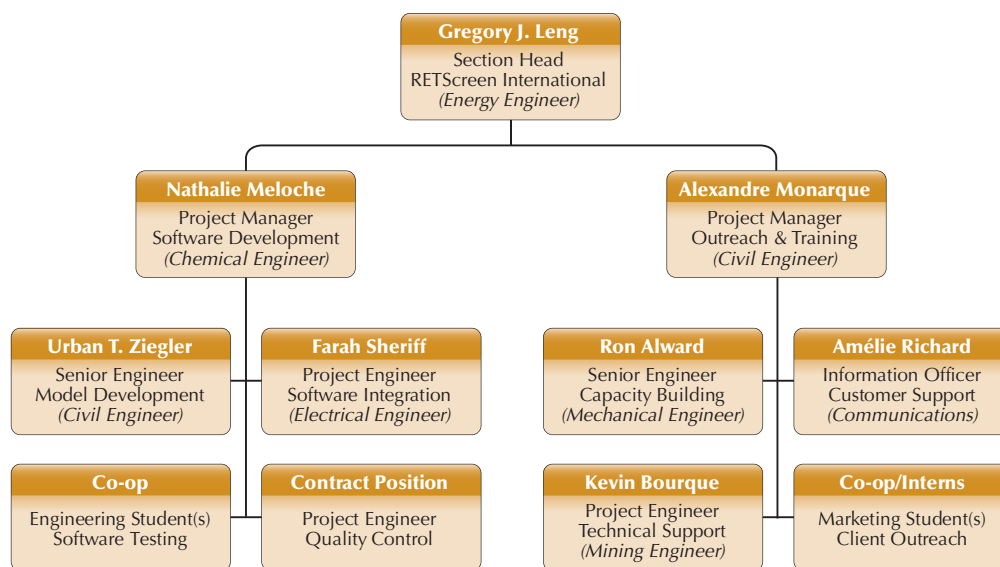 Gregory J. Leng
Section Head
RETScreen International
(Energy Engineer)
Nathalie Meloche
Project Manager
Software Development
(Chemical Engineer)
Alexandre Monarque
Project Manager
Outreach & Training
(Civil Engineer)
Urban T. Ziegler
Senior Engineer
Model Development
(Civil Engineer)
Farah Sheriff
Project Engineer
Software Integration
(Electrical Engineer)
Ron Alward
Senior Engineer
Capacity Building
(Mechanical Engineer)
Amélie Richard
Information Officer
Customer Support
(Communications)
Co-op
Engineering Student(s)
Software Testing
Contract Position
Project Engineer
Quality Control
Kevin Bourque
Project Engineer
Technical Support
(Mining Engineer)
Co-op/Interns
Marketing Student(s)
Client Outreach